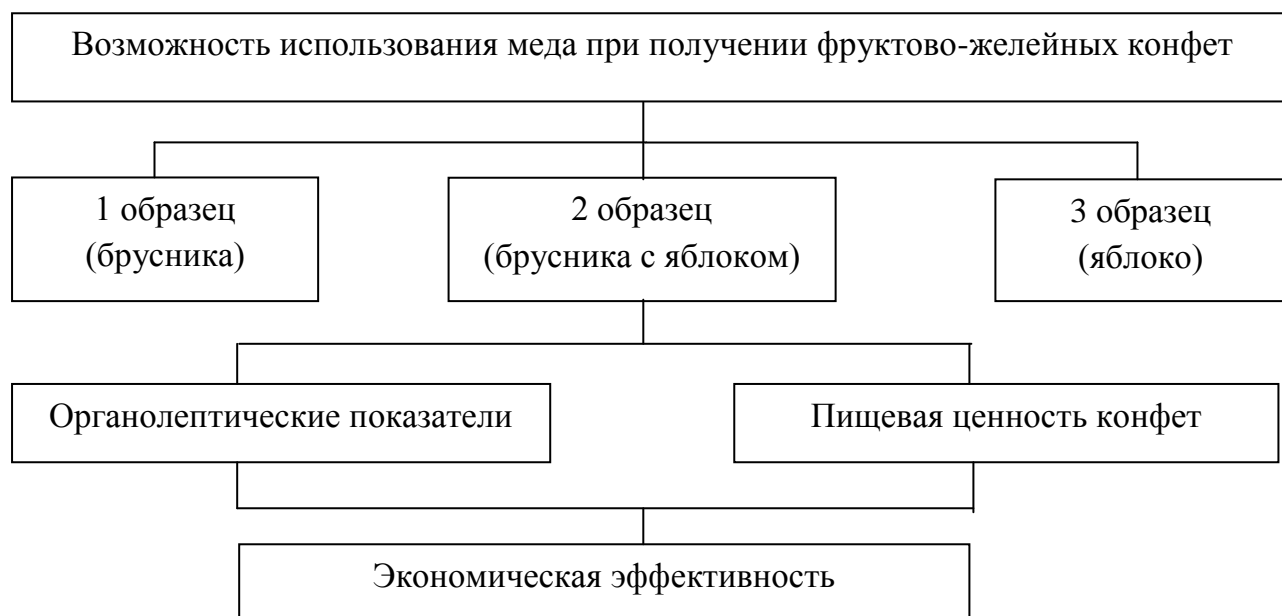 Возможность использования меда при получении фруктово-желейных конфет
1 образец
(брусника)
2 образец
(брусника с яблоком)
3 образец
(яблоко)
Органолептические показатели
Пищевая ценность конфет
Экономическая эффективность